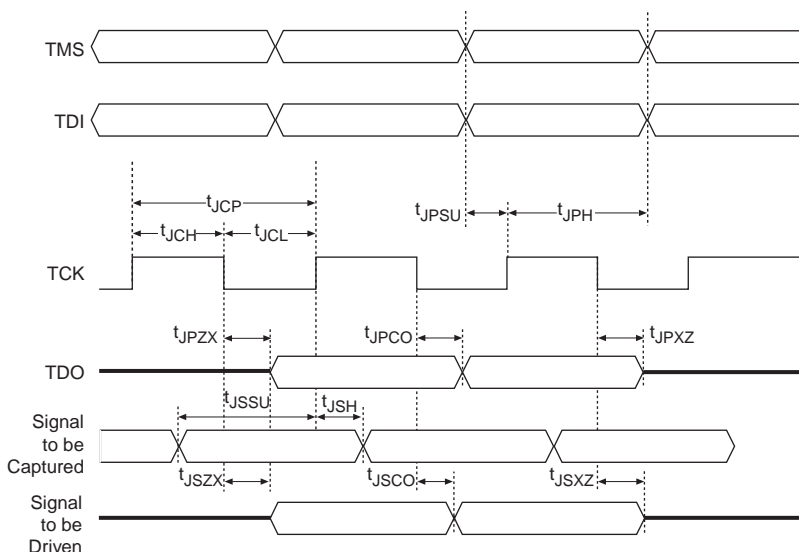 TMS
TDI
tJCP
tJPSU
tJPH
tJCH
tJCL
TCK
tJPZX
tJPCO
tJPXZ
TDO
tJSSU
tJSH
Signal
to be
Captured
tJSZX
tJSCO
tJSXZ
Signal
to be
Driven